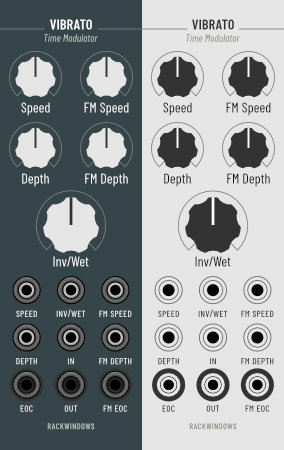 VIBRATO
Time Modulator
Speed FM Speed
Depth FM Depth
Inv/Wet
SPEED INV/WET FM SPEED
DEPTH IN FM DEPTH
EOC OUT FM EOC
RACKWINDOWS
VIBRATO
Time Modulator
Speed FM Speed
Depth FM Depth
Inv/Wet
SPEED INV/WET FM SPEED
DEPTH IN FM DEPTH
EOC OUT FM EOC
RACKWINDOWS